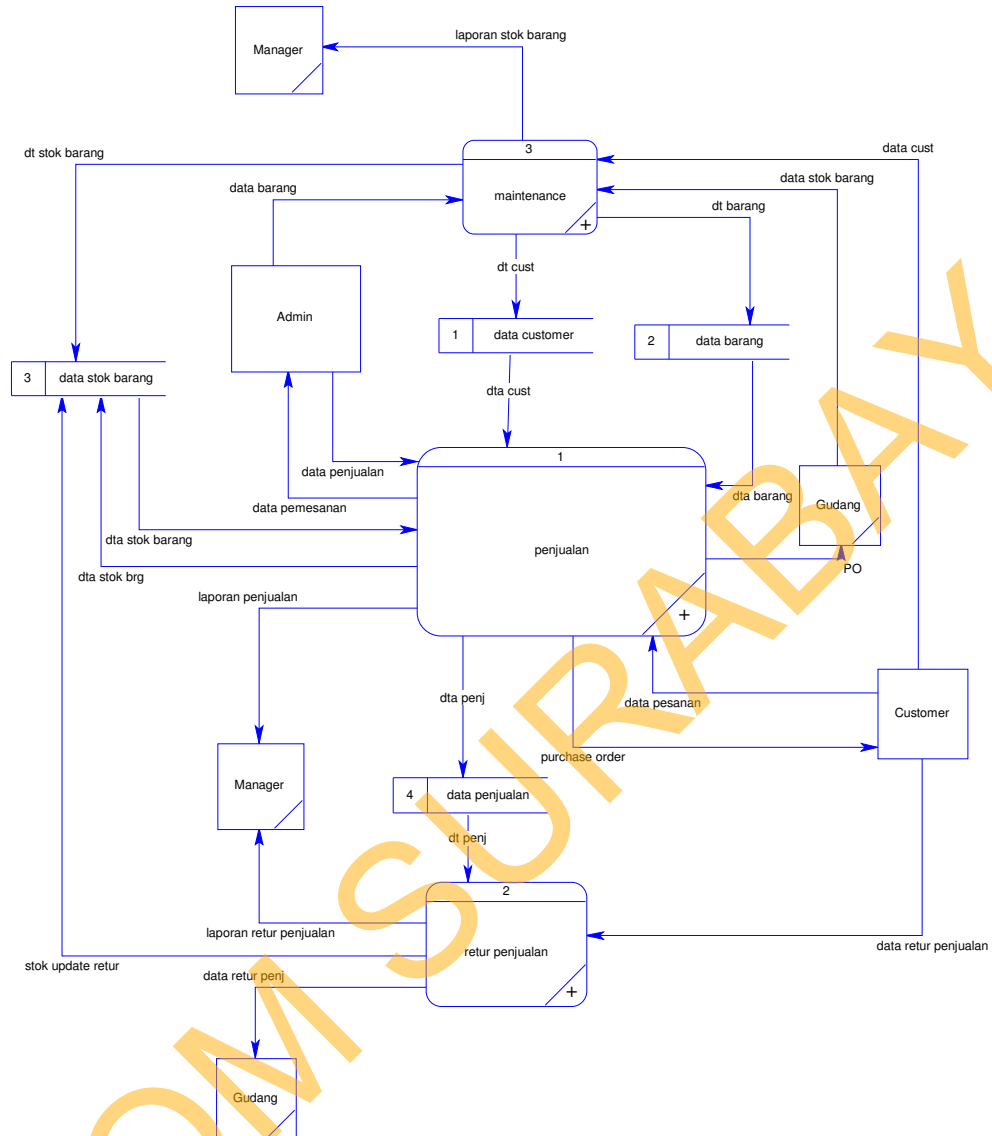 laporan stok barang
Manager
3
data cust
dt stok barang
data stok barang
data barang
maintenance
dt barang
+
dt cust
Admin
1
data customer
2
data barang
3
data stok barang
dta cust
1
data penjualan
dta barang
Gudang
data pemesanan
dta stok barang
penjualan
PO
dta stok brg
laporan penjualan
+
dta penj
data pesanan
Customer
purchase order
Manager
4
data penjualan
dt penj
2
laporan retur penjualan
data retur penjualan
retur penjualan
stok update retur
data retur penj
+
Gudang
OM SURABAY